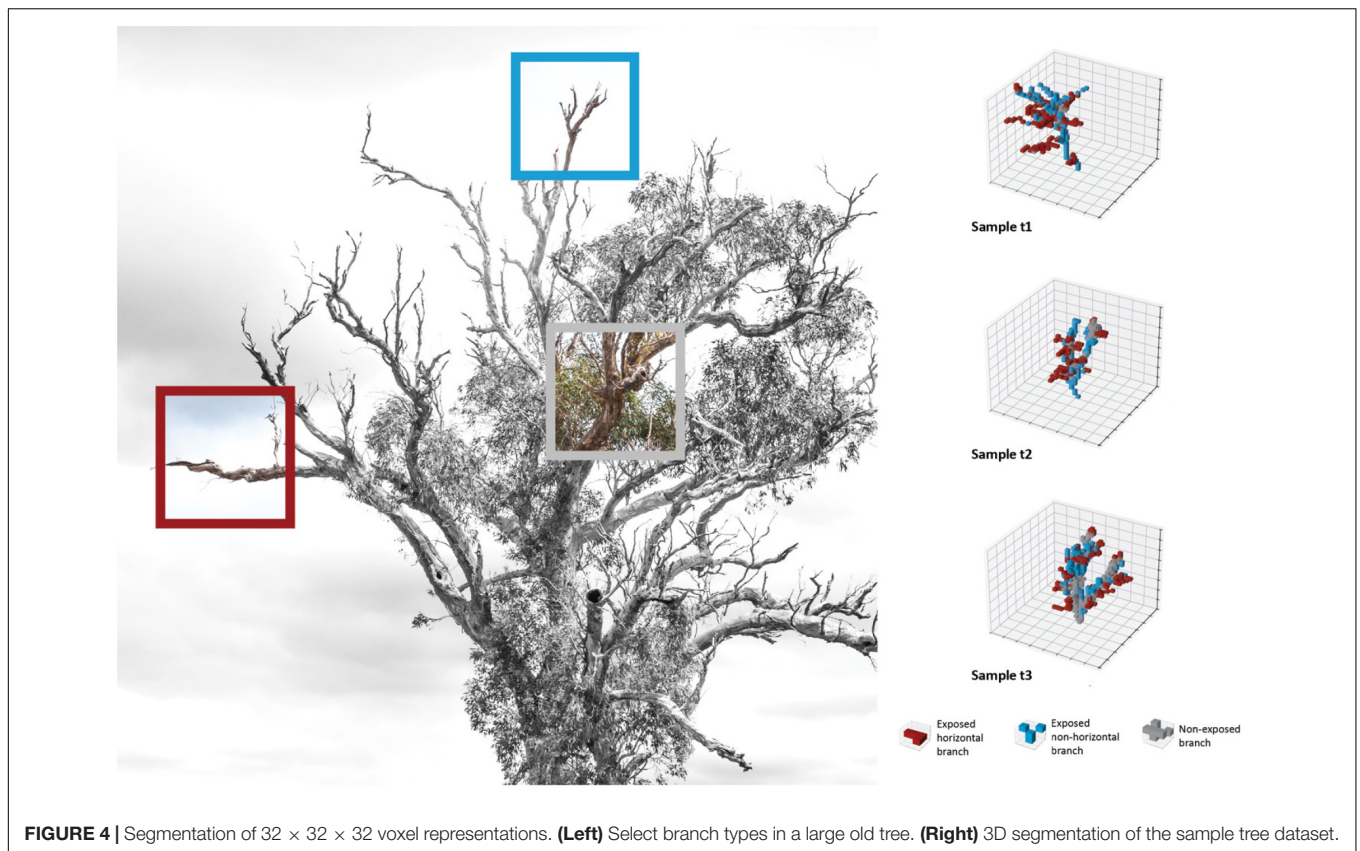 Sample t1
Sample t2
Sample t3
Exposed
horizontal
branch
Exposed
non-horizontal
branch
Non-exposed
branch
FIGURE 4 | Segmentation of 32 × 32 × 32 voxel representations. (Left) Select branch types in a large old tree. (Right) 3D segmentation of the sample tree dataset.